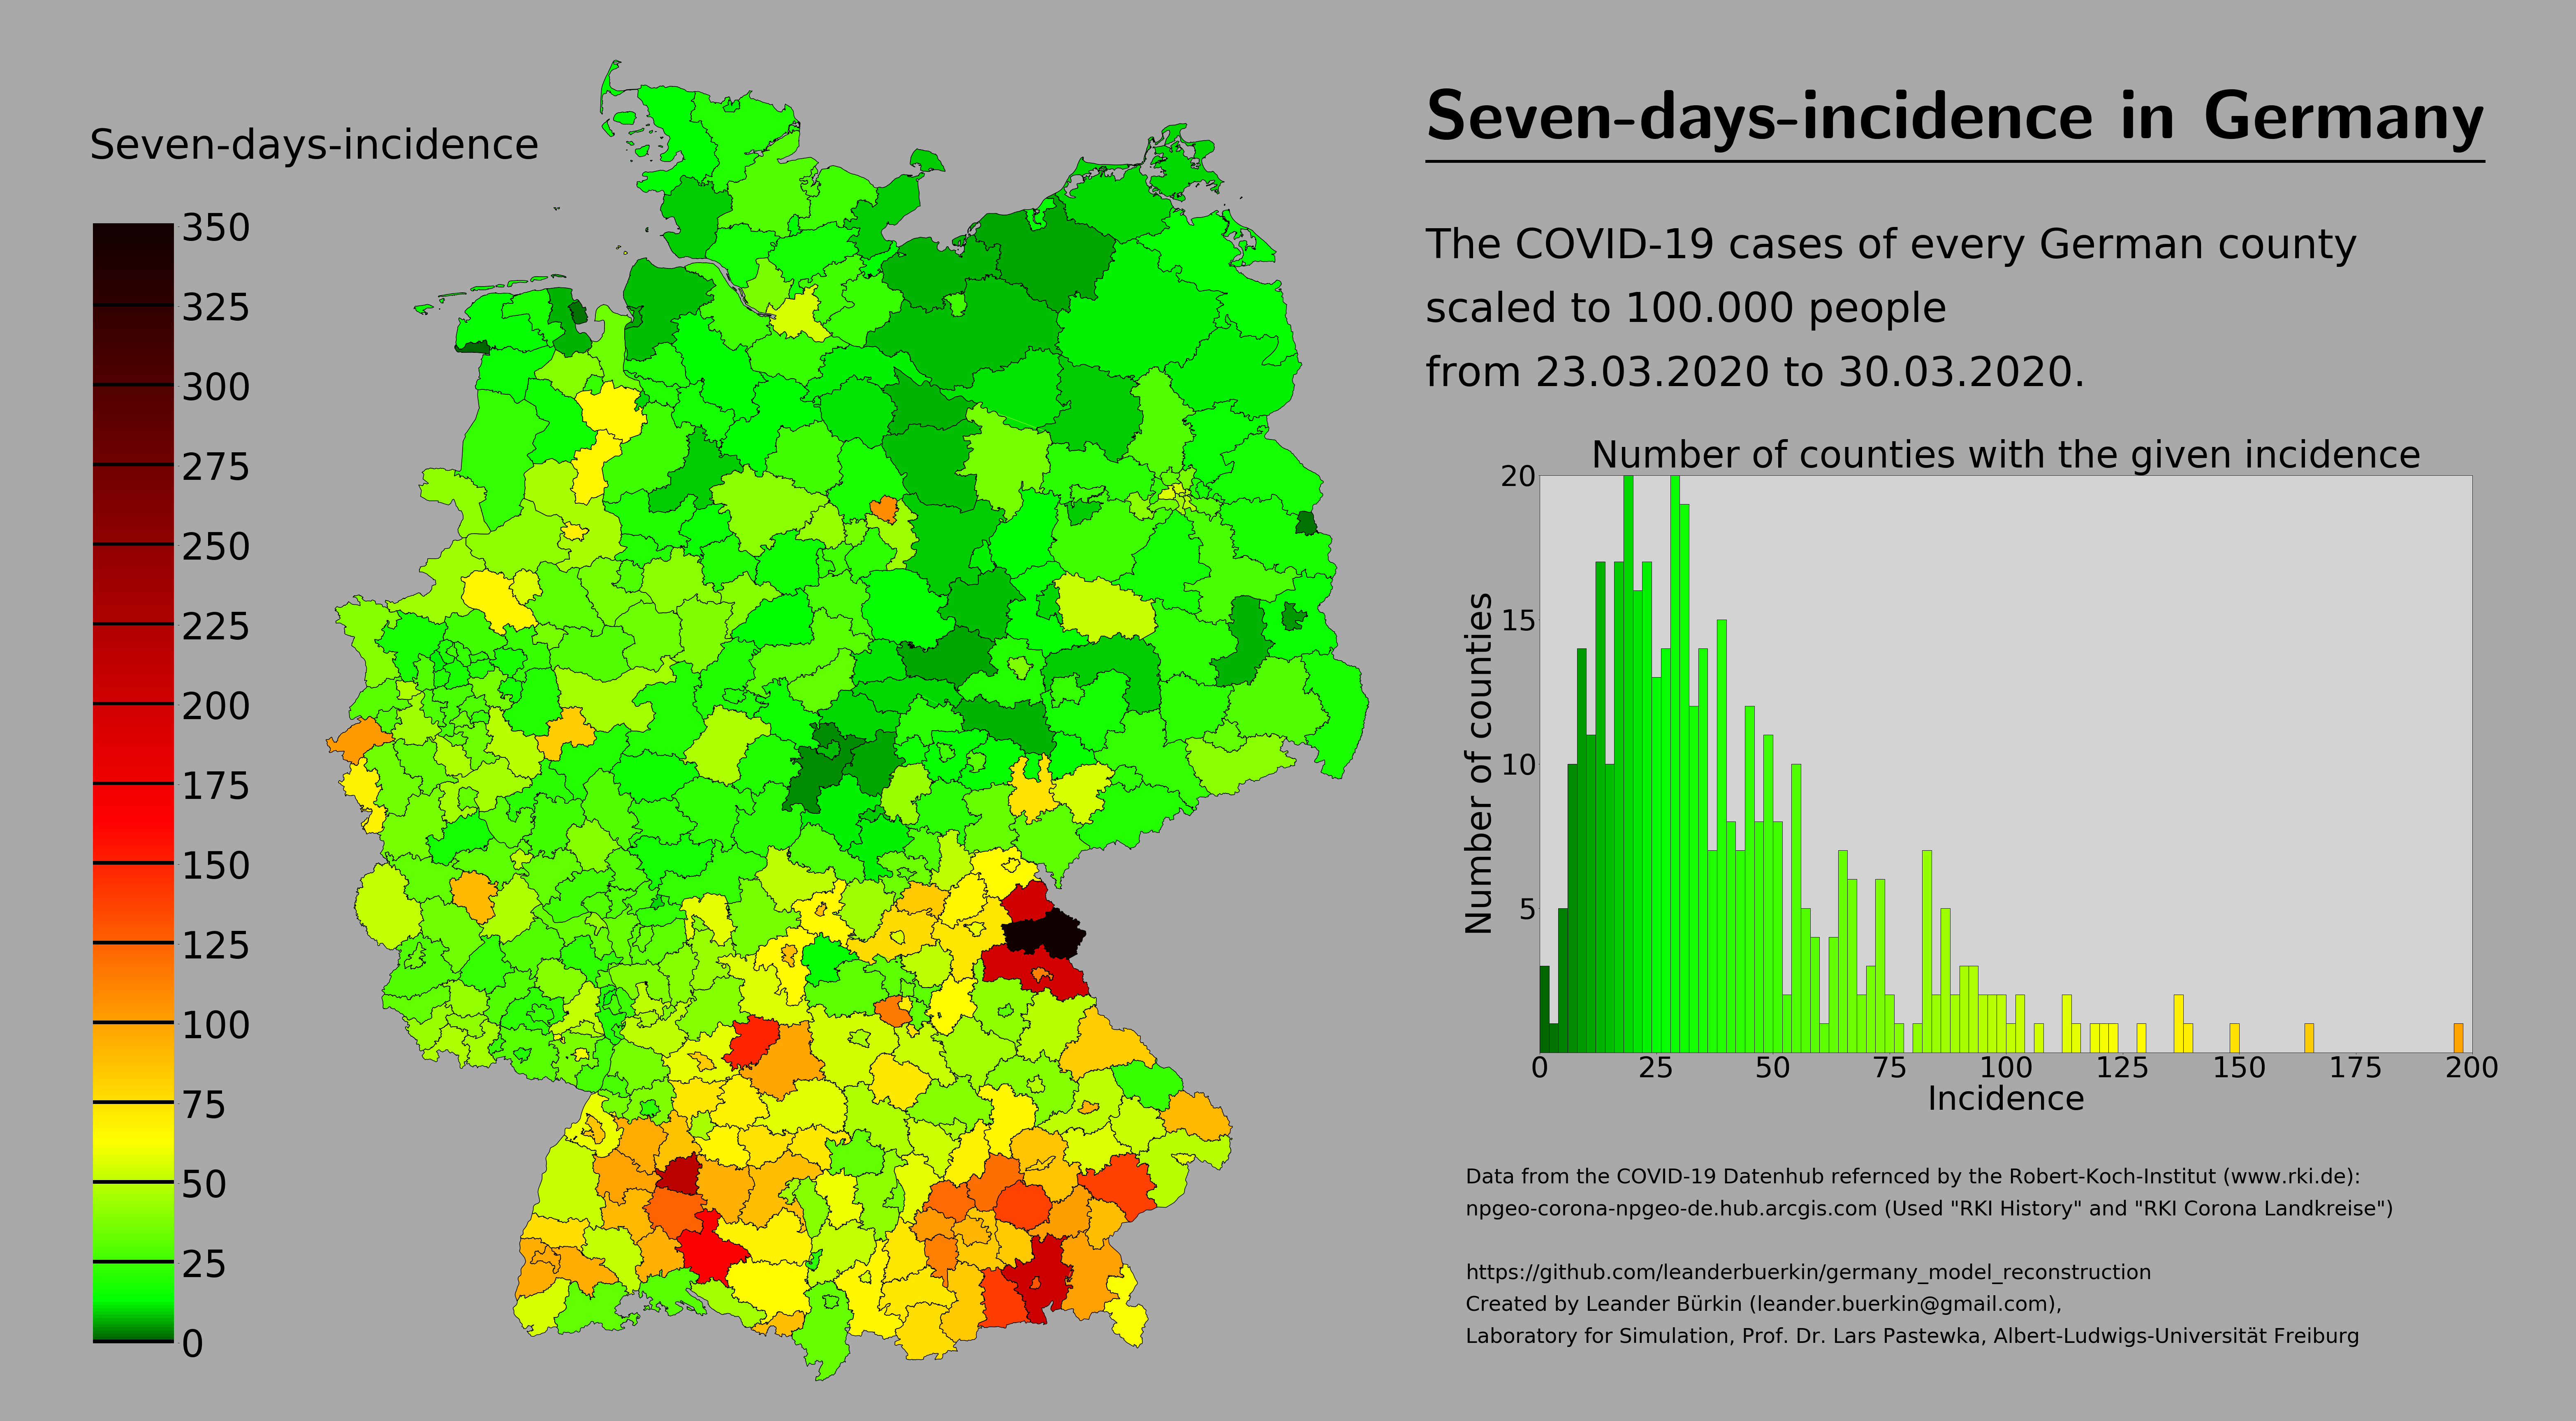 Seven-days-incidence in Germany
Seven-days-incidence
350
325
300
275
250
225
200
175
150
125
100
75
50
25
0
The COVID-19 cases of every German county
scaled to 100.000 people
from 23.03.2020 to 30.03.2020.
Number of counties with the given incidence
20
15
10
5
Number of counties
0 25 50 75 100 125 150 175 200
Incidence
Data from the COVID-19 Datenhub refernced by the Robert-Koch-Institut (www.rki.de):
npgeo-corona-npgeo-de.hub.arcgis.com (Used "RKI History" and "RKI Corona Landkreise")
https://github.com/leanderbuerkin/germany_model_reconstruction
Created by Leander Bürkin (leander.buerkin@gmail.com),
Laboratory for Simulation, Prof. Dr. Lars Pastewka, Albert-Ludwigs-Universität Freiburg